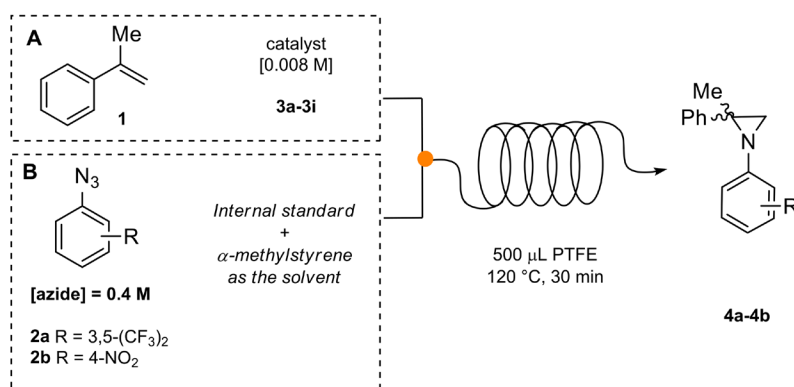 A
Me
1
catalyst
[0.008 M]
3a-3i
B
N3
R
[azide] = 0.4 M
2a R = 3,5-(CF3)2
2b R = 4-NO2
Internal standard
+
α-methylstyrene
as the solvent
500 µL PTFE
120 °C, 30 min
Me
Ph
N
R
4a-4b